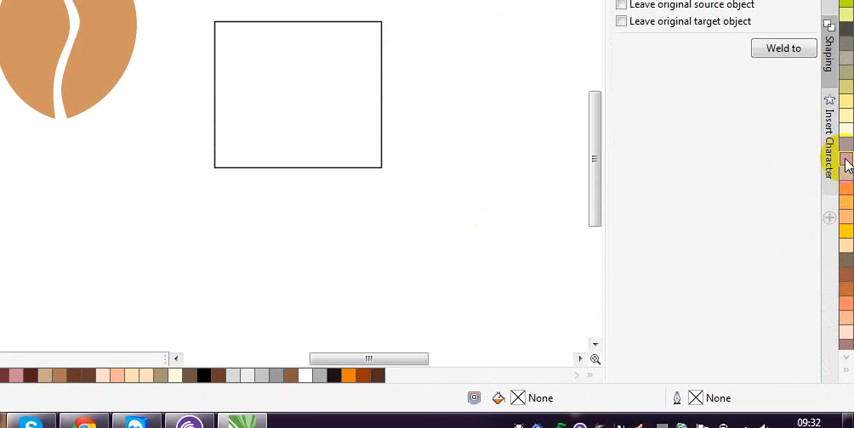 Leave original source object
Leave original target object
Weld to
Shaping
Insert Character
None
None
09:32